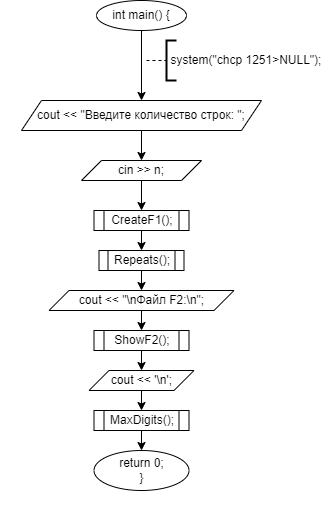 int main() {
system("chcp 1251>NULL");
cout << "Введите количество строк: ";
cin >> n;
CreateF1();
Repeats();
cout << "\nФайл F2:\n";
ShowF2();
cout << '\n';
MaxDigits();
return 0;
}